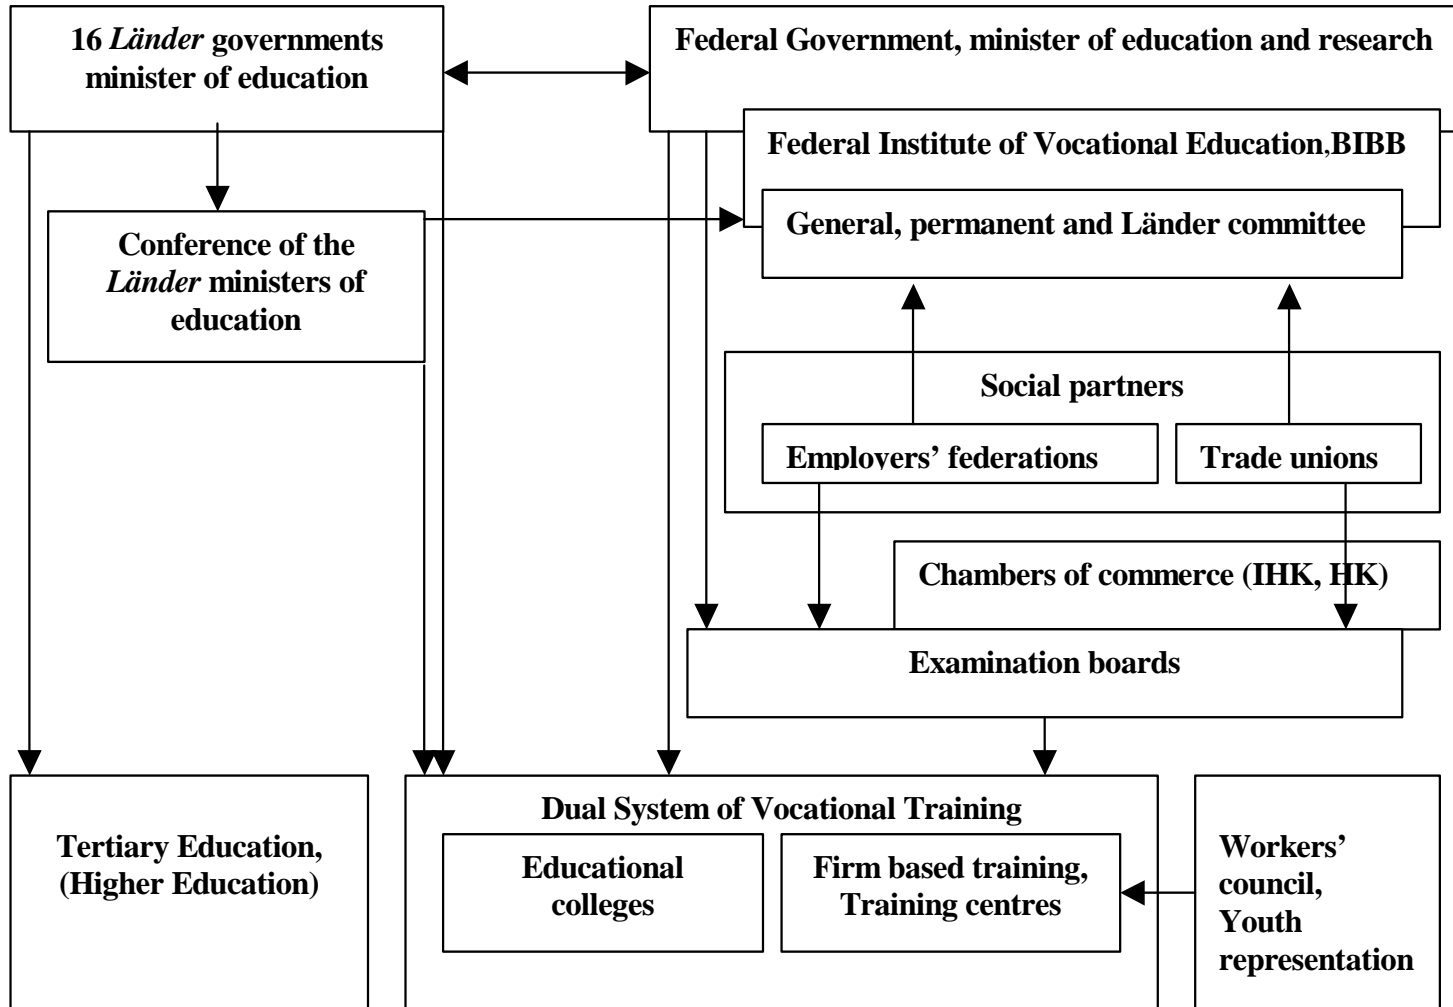 16 Länder governments
minister of education
Federal Government, minister of education and research
Federal Institute of Vocational Education,BIBB
General, permanent and Länder committee
Conference of the
Länder ministers of
education
Social partners
Employers’ federations
Trade unions
Chambers of commerce (IHK, HK)
Examination boards
Tertiary Education,
(Higher Education)
Dual System of Vocational Training
Educational
colleges
Firm based training,
Training centres
Workers’
council,
Youth
representation